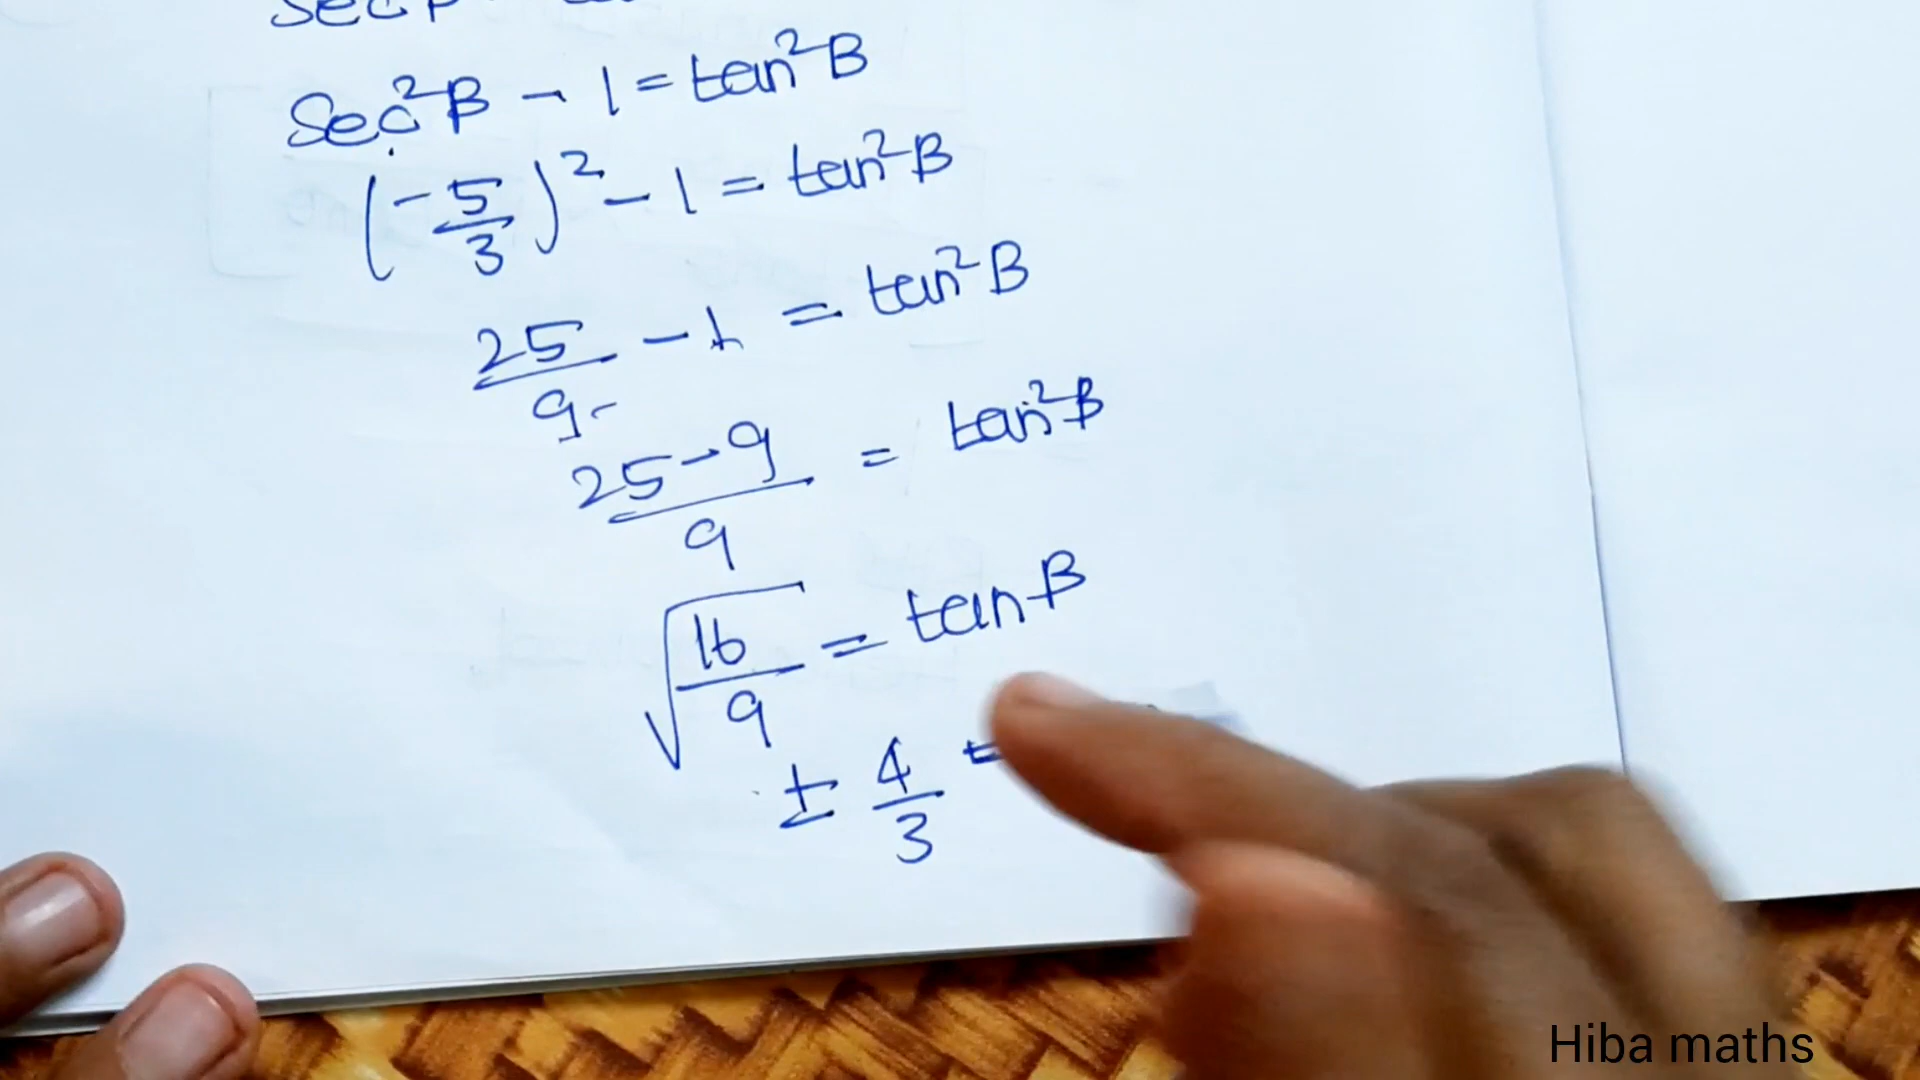 Sec²β - 1 = tan²β
(-5/3)² - 1 = tan²β
25/9 - 1 = tan²β
25-9/9 = tan²β
√16/9 = tanβ
± 4/3 =
Hiba maths